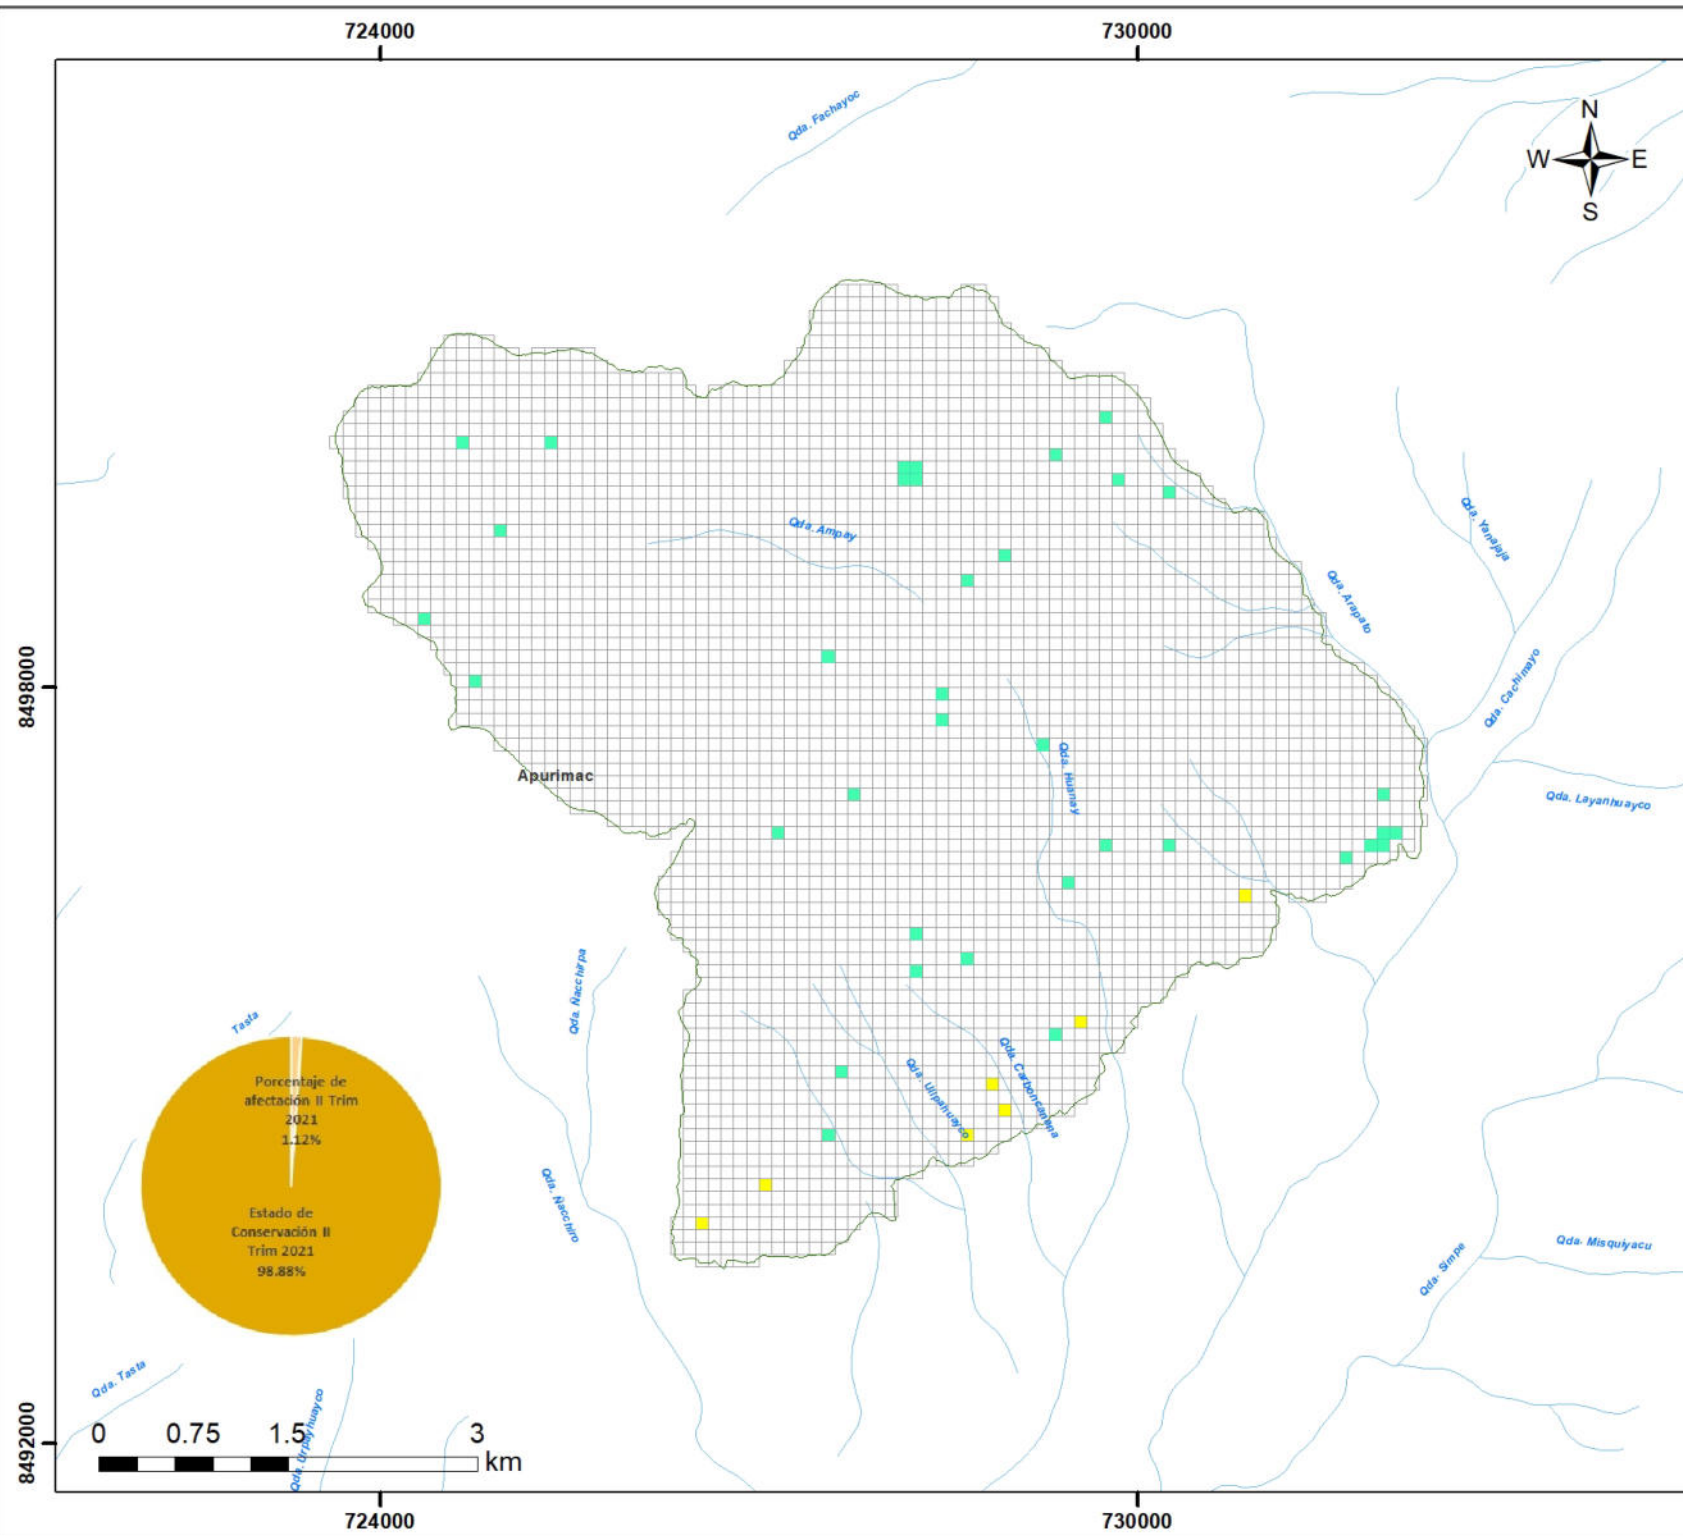 724000
730000
Qda. Fachayoc
N
W E
S
Qda. Yanajaja
Qda. Ampay
Qda. Arapato
8498000
Qda. Cachimayo
Qda. Huanay
Apurimac
Qda. Layanhuayco
Qda. Ñacchirpa
Tasta
Qda. Carboncanana
Qda. Ullpahuayco
Porcentaje de
afectación II Trim
2021
1.12%
Estado de
Conservación II
Trim 2021
98.88%
Qda. Ñacchiro
Qda. Misquiyacu
Qda. Simpe
Qda. Tasta
Qda. Urpayhuayco
8492000
0 0.75 1.5 3
km
724000
730000